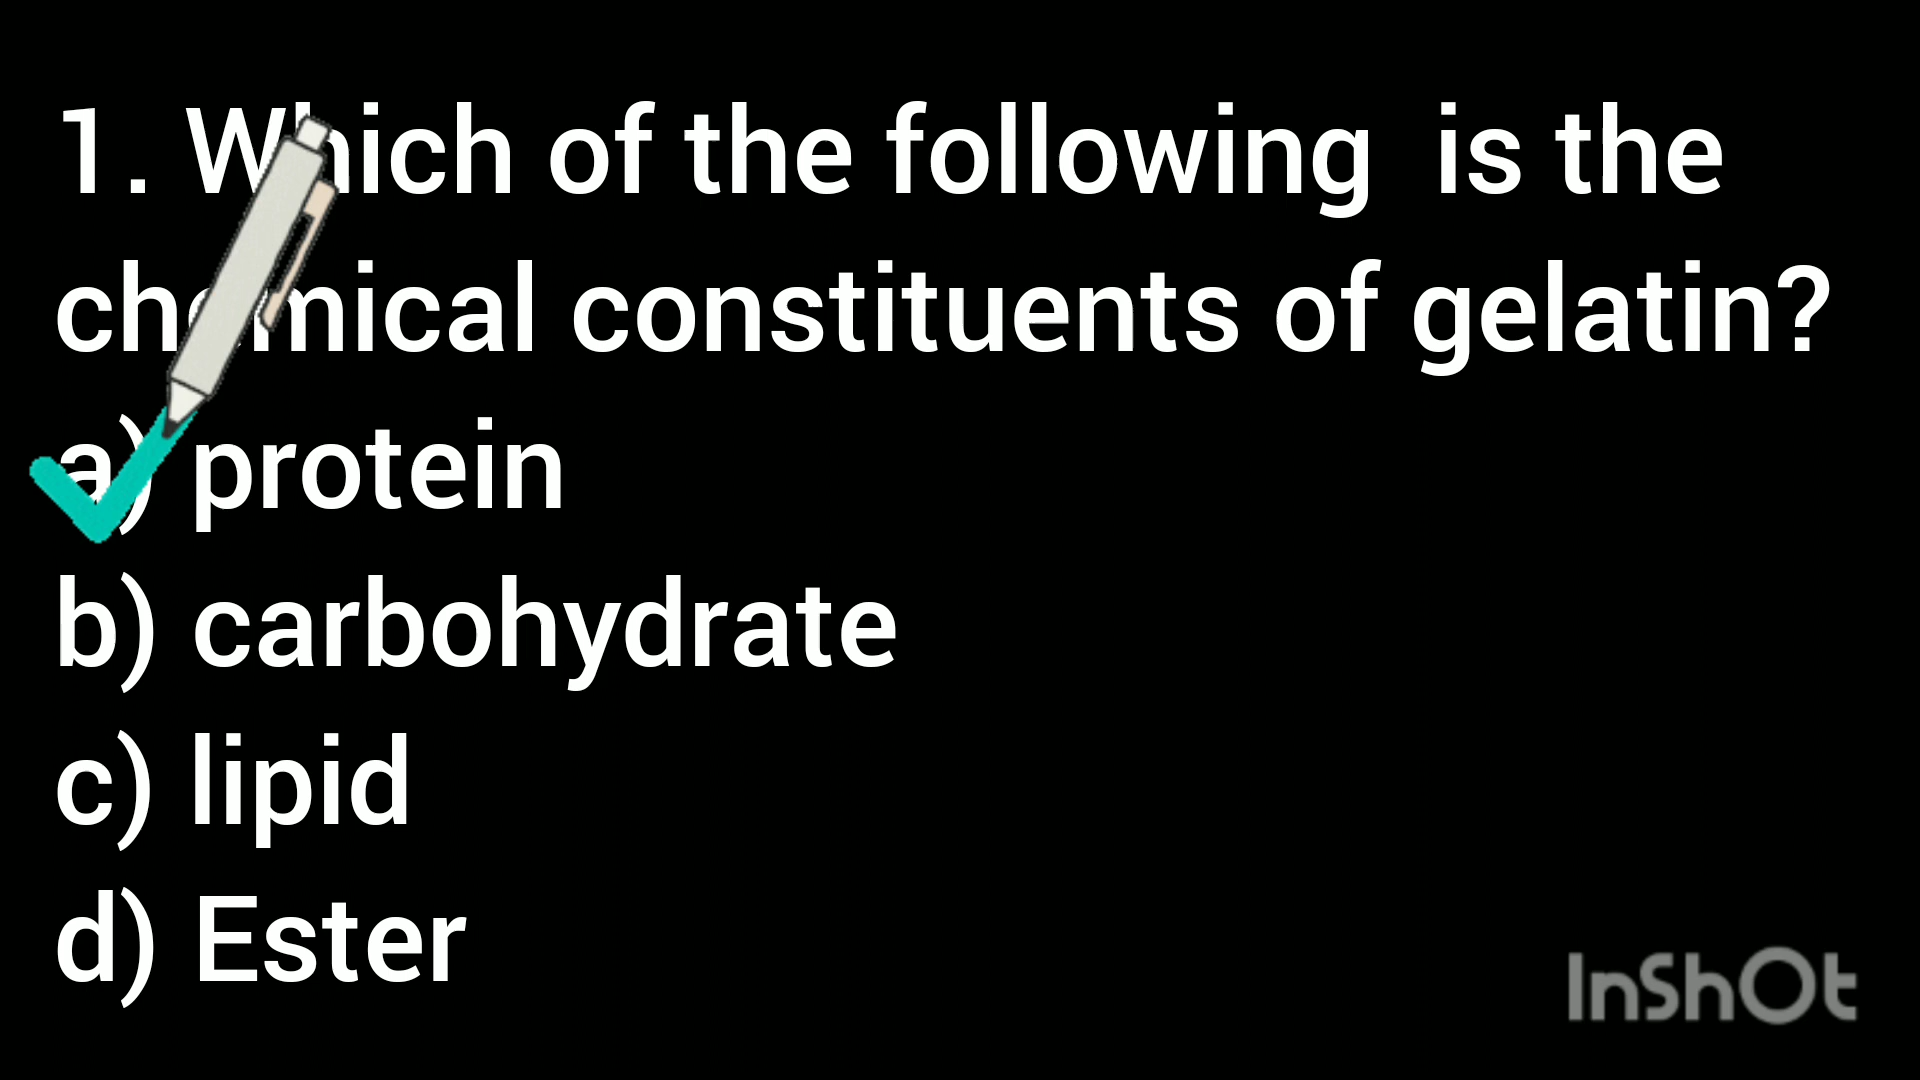 1. Which of the following is the
chemical constituents of gelatin?
a) protein
b) carbohydrate
c) lipid
d) Ester
InShOt